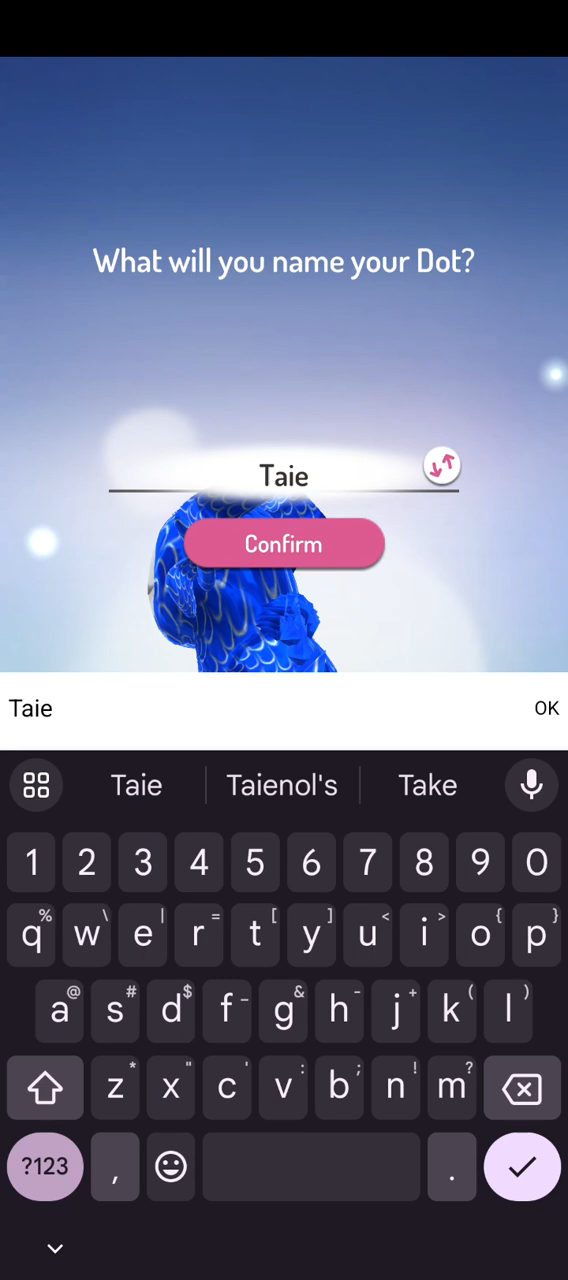 What will you name your Dot?
Taie
Confirm
Taie OK
Taie Taienol's Take
1 2 3 4 5 6 7 8 9 0
% \ | = [ ] < > { }
q w e r t y u i o p
@ # $ _ & - + ( )
a s d f g h j k l
* " ' : ; ! ?
z x c v b n m
?123 , .